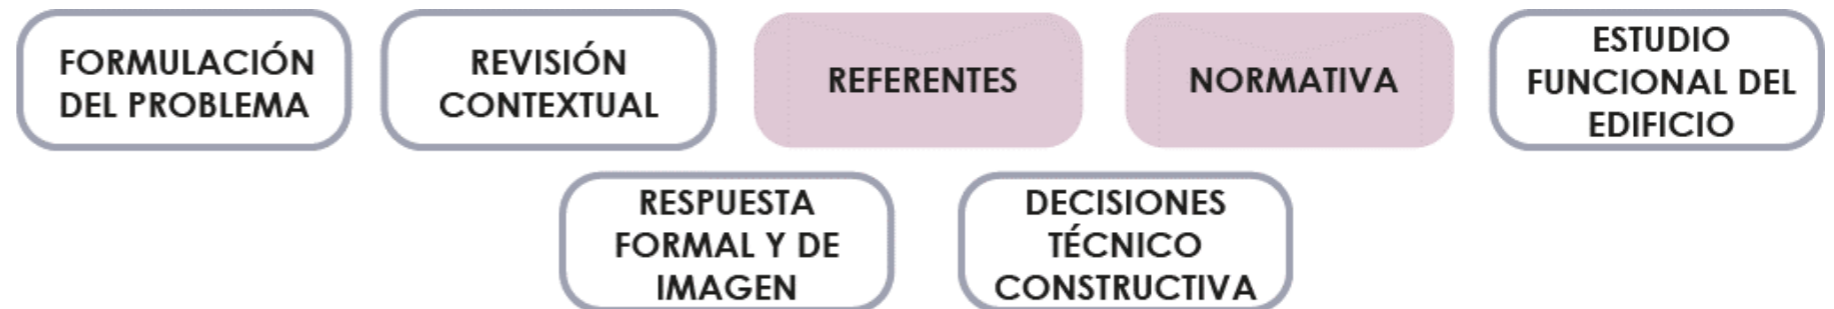 FORMULACIÓN
DEL PROBLEMA
REVISIÓN
CONTEXTUAL
REFERENTES
NORMATIVA
ESTUDIO
FUNCIONAL DEL
EDIFICIO
RESPUESTA
FORMAL Y DE
IMAGEN
DECISIONES
TÉCNICO
CONSTRUCTIVA